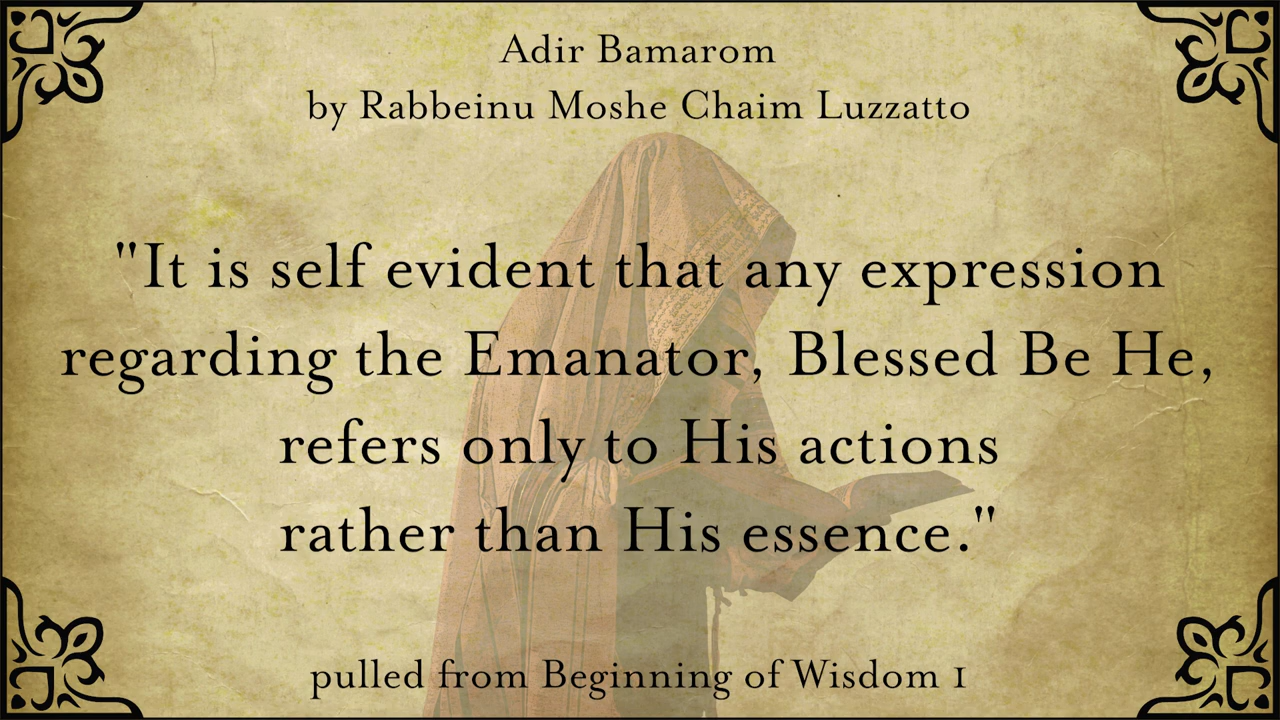 Adir Bamarom
by Rabbeinu Moshe Chaim Luzzatto
"It is self evident that any expression
regarding the Emanator, Blessed Be He,
refers only to His actions
rather than His essence."
pulled from Beginning of Wisdom 1